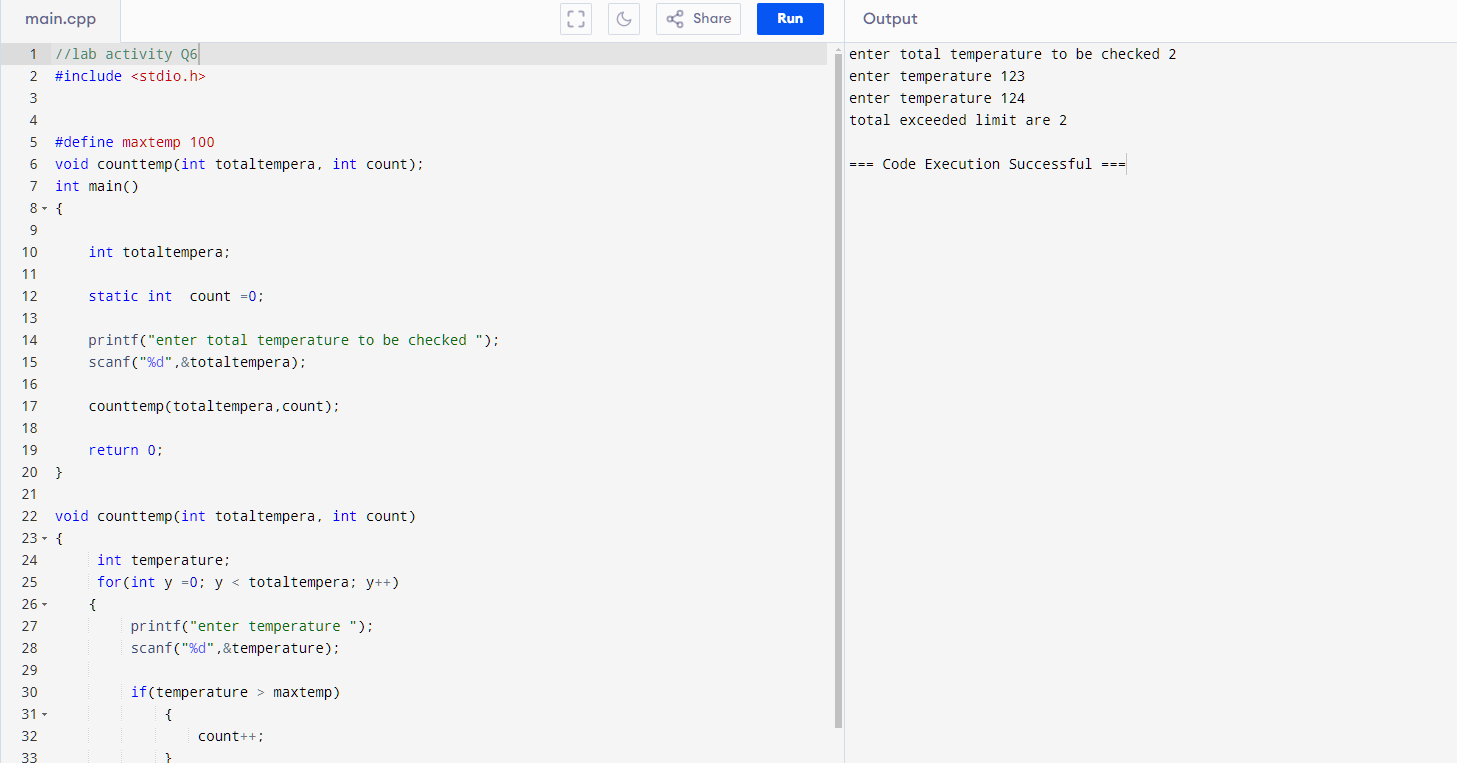 main.cpp
Share
Run
Output
1 //lab activity Q6
2 #include <stdio.h>
3
4
5 #define maxtemp 100
6 void counttemp(int totaltempera, int count);
7 int main()
8 {
9
10     int totaltempera;
11
12     static int  count =0;
13
14     printf("enter total temperature to be checked ");
15     scanf("%d",&totaltempera);
16
17     counttemp(totaltempera,count);
18
19     return 0;
20 }
21
22 void counttemp(int totaltempera, int count)
23 {
24      int temperature;
25      for(int y =0; y < totaltempera; y++)
26     {
27          printf("enter temperature ");
28          scanf("%d",&temperature);
29
30          if(temperature > maxtemp)
31              {
32                  count++;
33              }
enter total temperature to be checked 2
enter temperature 123
enter temperature 124
total exceeded limit are 2
=== Code Execution Successful ===